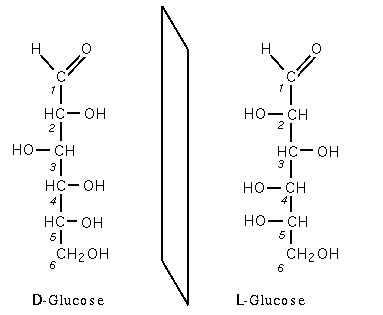 H O H O
C C
1 1
HC OH HO CH
2 2
HO CH HC OH
3 3
HC OH HO CH
4 4
HC OH HO CH
5 5
CH2OH CH2OH
6 6
D-Glucose L-Glucose